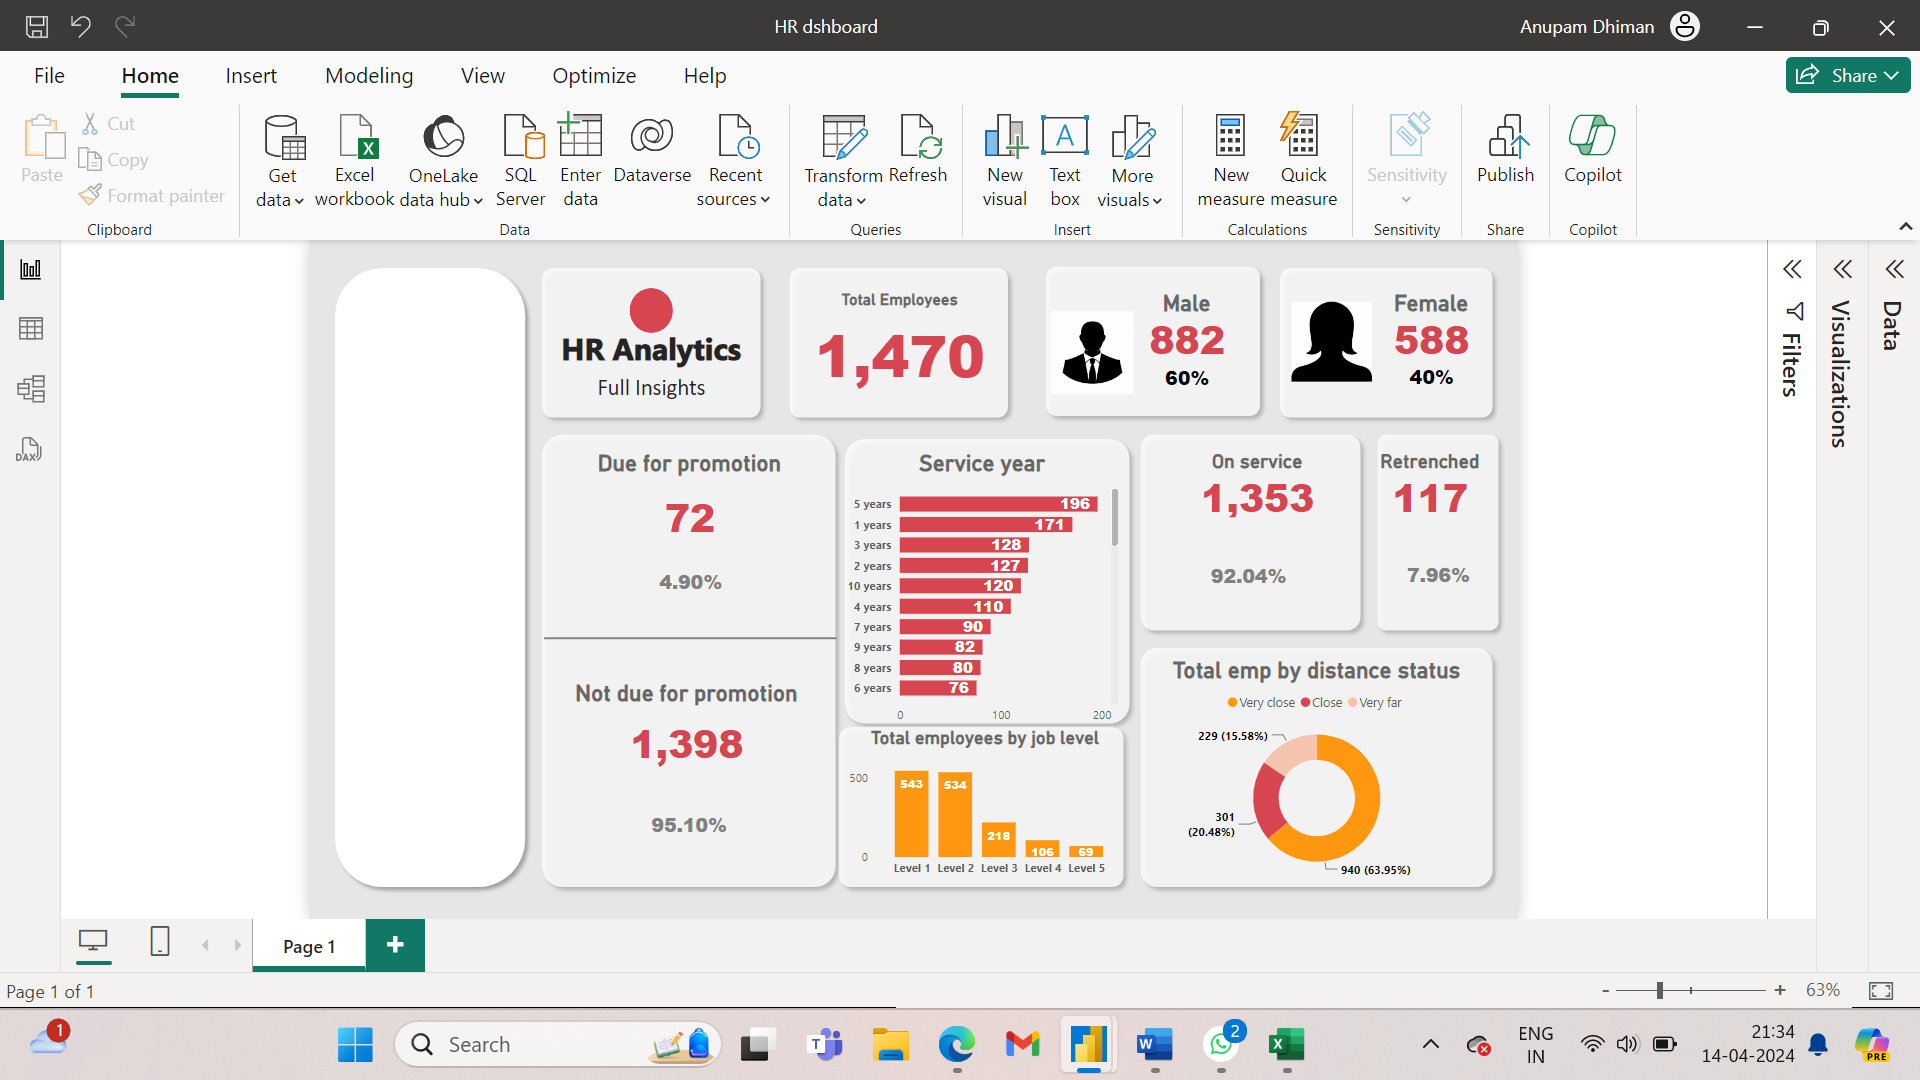 HR dshboard
Anupam Dhiman
File Home Insert Modeling View Optimize Help
Share
Paste
Cut
Copy
Format painter
Clipboard
Get data
Excel workbook
OneLake data hub
SQL Server
Enter data
Dataverse
Recent sources
Data
Transform data
Refresh
Queries
New visual
Text box
More visuals
Insert
New measure
Quick measure
Calculations
Sensitivity
Sensitivity
Publish
Share
Copilot
Copilot
DAX
HR Analytics
Full Insights
Total Employees
1,470
Male
882
60%
Female
588
40%
Due for promotion
72
4.90%
Not due for promotion
1,398
95.10%
Service year
5 years 196
1 years 171
3 years 128
2 years 127
10 years 120
4 years 110
7 years 90
9 years 82
8 years 80
6 years 76
0 100 200
Total employees by job level
500
0
543 534 218 106 69
Level 1 Level 2 Level 3 Level 4 Level 5
On service
1,353
92.04%
Retrenched
117
7.96%
Total emp by distance status
Very close Close Very far
229 (15.58%)
301
(20.48%)
940 (63.95%)
Filters
Visualizations
Data
Page 1
+
Page 1 of 1
- + 63%
1
Search
T
W
2
X
ENG
IN
21:34
14-04-2024
PRE